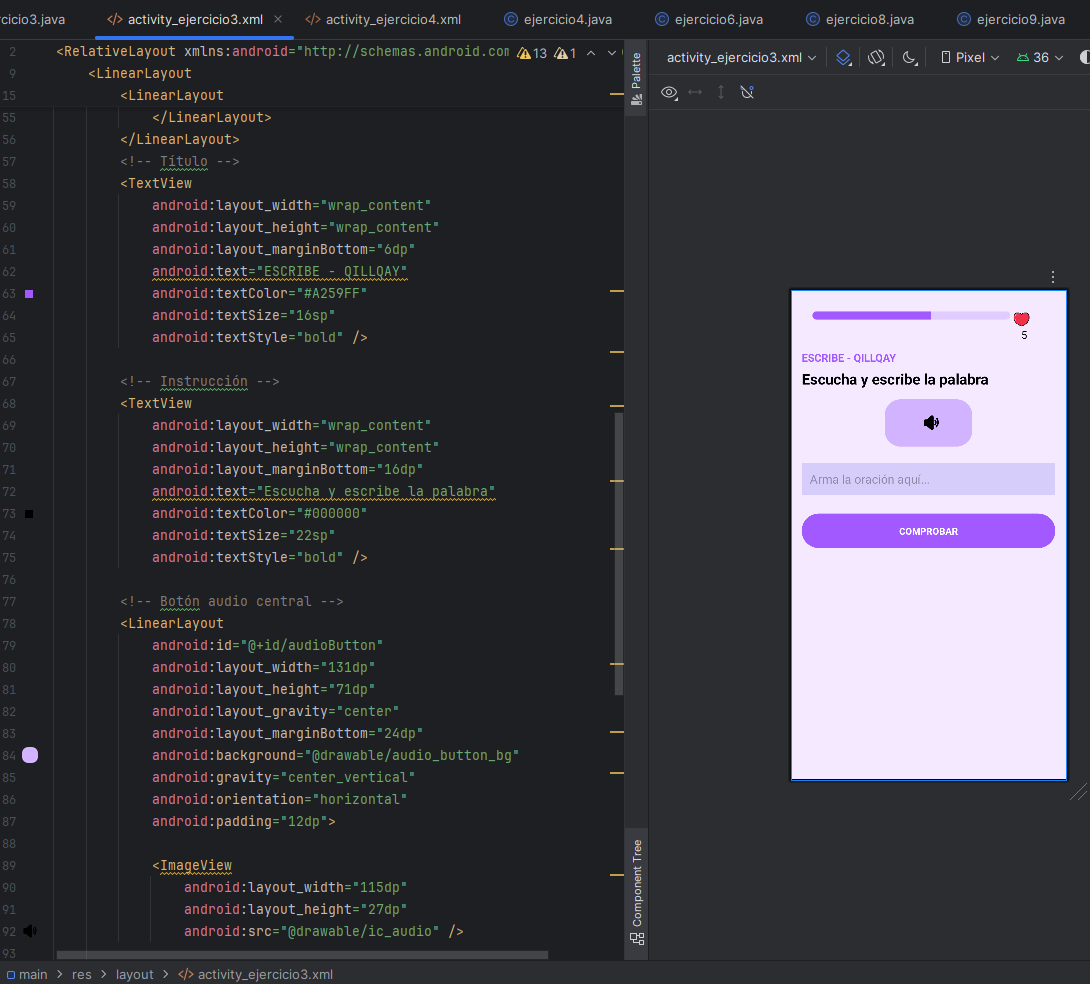 rcicio3.java activity_ejercicio3.xml activity_ejercicio4.xml ejercicio4.java ejercicio6.java ejercicio8.java ejercicio9.java
2 <RelativeLayout xmlns:android="http://schemas.android.com 13 1
9 <LinearLayout
15 <LinearLayout
55 </LinearLayout>
56 </LinearLayout>
57 <!-- Título -->
58 <TextView
59 android:layout_width="wrap_content"
60 android:layout_height="wrap_content"
61 android:layout_marginBottom="6dp"
62 android:text="ESCRIBE - QILLQAY"
63 android:textColor="#A259FF"
64 android:textSize="16sp"
65 android:textStyle="bold" />
66
67 <!-- Instrucción -->
68 <TextView
69 android:layout_width="wrap_content"
70 android:layout_height="wrap_content"
71 android:layout_marginBottom="16dp"
72 android:text="Escucha y escribe la palabra"
73 android:textColor="#000000"
74 android:textSize="22sp"
75 android:textStyle="bold" />
76
77 <!-- Botón audio central -->
78 <LinearLayout
79 android:id="@+id/audioButton"
80 android:layout_width="131dp"
81 android:layout_height="71dp"
82 android:layout_gravity="center"
83 android:layout_marginBottom="24dp"
84 android:background="@drawable/audio_button_bg"
85 android:gravity="center_vertical"
86 android:orientation="horizontal"
87 android:padding="12dp">
88
89 <ImageView
90 android:layout_width="115dp"
91 android:layout_height="27dp"
92 android:src="@drawable/ic_audio" />
93
Palette
Component Tree
activity_ejercicio3.xml Pixel 36
5
ESCRIBE - QILLQAY
Escucha y escribe la palabra
Arma la oración aquí...
COMPROBAR
main > res > layout > activity_ejercicio3.xml